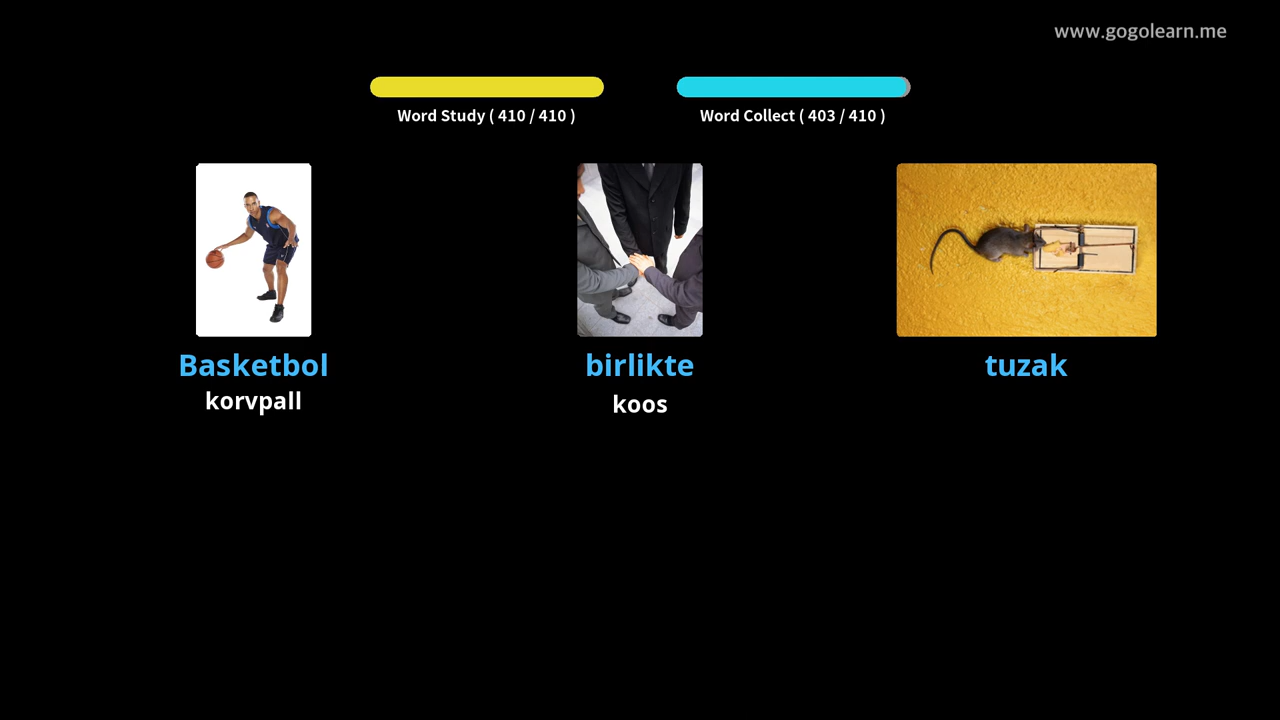 www.gogolearn.me
Word Study ( 410 / 410 )
Word Collect ( 403 / 410 )
Basketbol
korvpall
birlikte
koos
tuzak